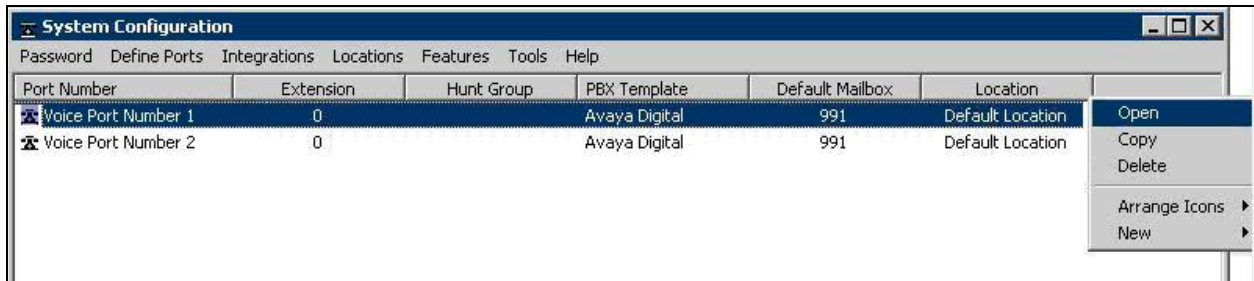 System Configuration
Password Define Ports Integrations Locations Features Tools Help
Port Number Extension Hunt Group PBX Template Default Mailbox Location
Voice Port Number 1 0 Avaya Digital 991 Default Location Open
Voice Port Number 2 0 Avaya Digital 991 Default Location Copy
Delete
Arrange Icons
New